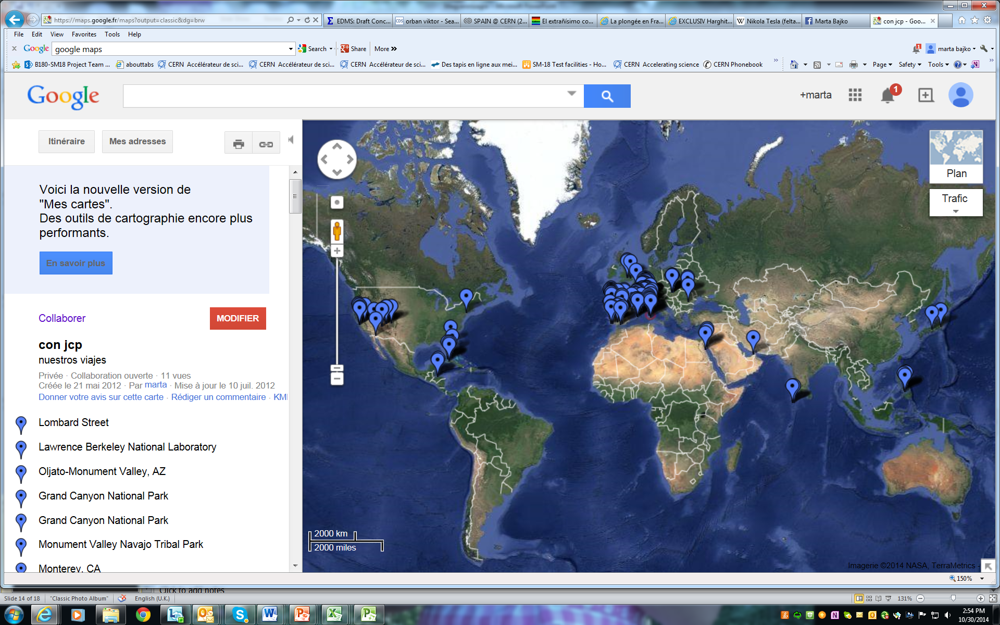 https://maps.google.fr/maps?output=classic&dg=brw
EDMS: Draft Conc...
orban viktor - Sea...
SPAIN @ CERN (2...
El extrañísimo co...
La plongée en Fra...
EXCLUSIV Harghit...
Nikola Tesla (felta...
Marta Bajko
con jcp - Goo...
File Edit View Favorites Tools Help
Google google maps Search Share More »
1 marta bajko
B180-SM18 Project Team ... abouttabs CERN Accélérateur de sci... CERN Accélérateur de sci... CERN Accélérateur de sci... Des tapis en ligne aux mei... SM-18 Test facilities - Ho... CERN Accelerating science CERN Phonebook
Page Safety Tools
Google +marta 1
Itinéraire Mes adresses
Voici la nouvelle version de
"Mes cartes".
Des outils de cartographie encore plus
performants.
En savoir plus
Collaborer MODIFIER
con jcp
nuestros viajes
Privée · Collaboration ouverte · 11 vues
Créée le 21 mai 2012 · Par marta · Mise à jour le 10 juil. 2012
Donner votre avis sur cette carte · Rédiger un commentaire · KM
Lombard Street
Lawrence Berkeley National Laboratory
Oljato-Monument Valley, AZ
Grand Canyon National Park
Grand Canyon National Park
Monument Valley Navajo Tribal Park
Monterey, CA
Plan
Trafic
2000 km
2000 miles
Imagerie ©2014 NASA, TerraMetrics -
150%
Click to add notes
Slide 14 of 18 "Classic Photo Album" English (U.K.) 131%
2:54 PM
10/30/2014